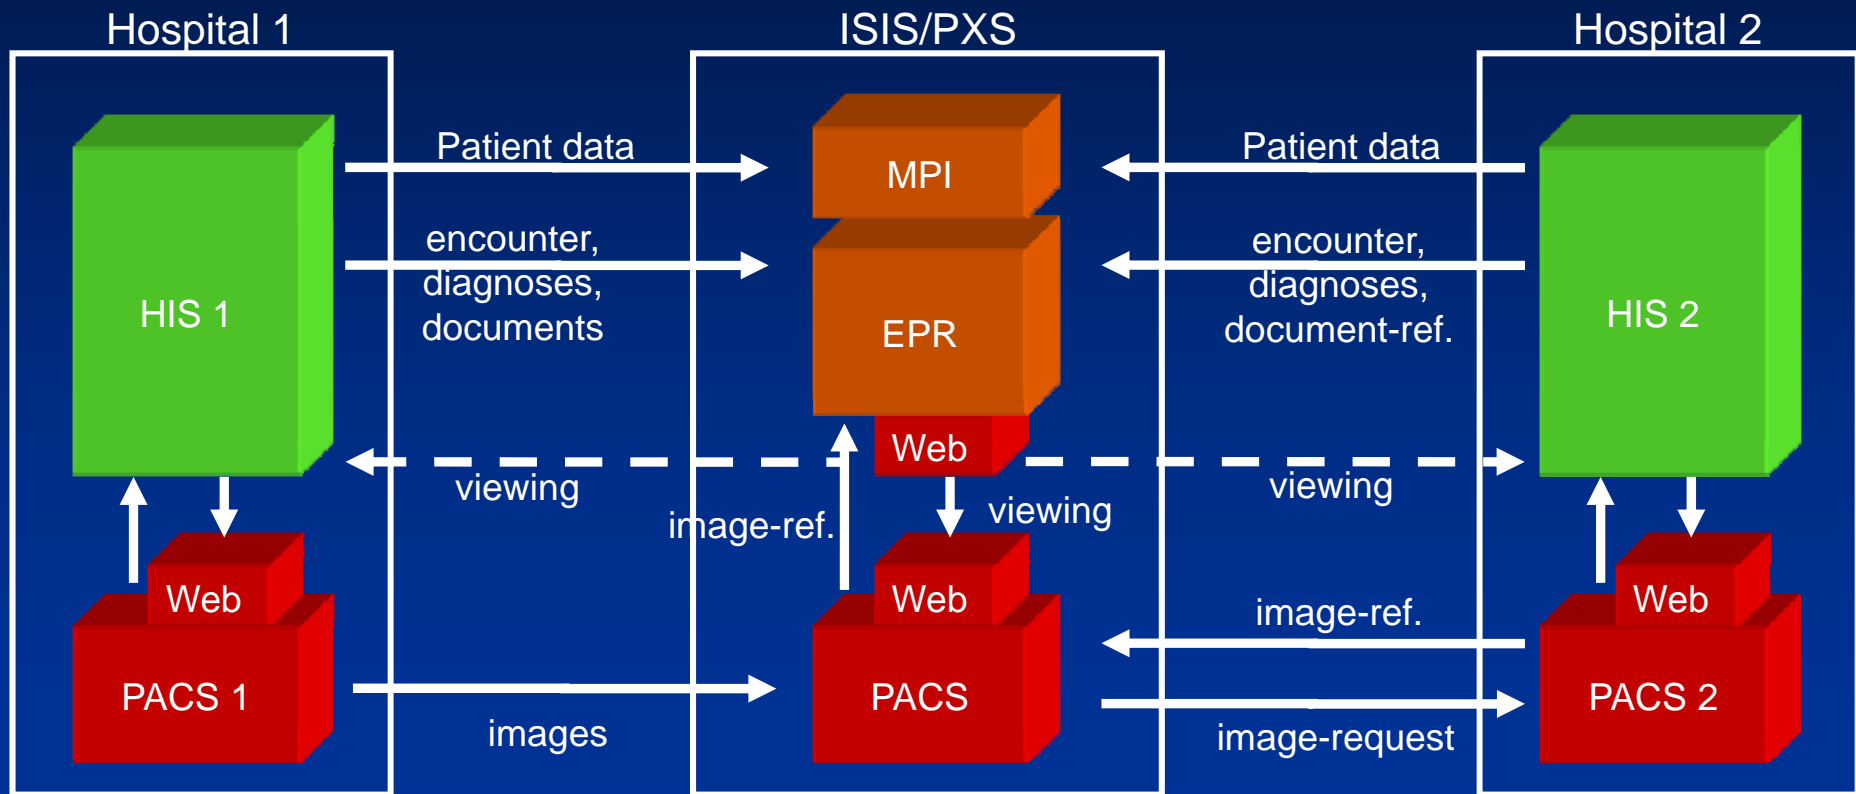 Hospital 1
ISIS/PXS
Hospital 2
Patient data
MPI
Patient data
encounter,
diagnoses,
documents
encounter,
diagnoses,
document-ref.
HIS 1
EPR
HIS 2
Web
viewing
viewing
image-ref.
viewing
Web
Web
Web
image-ref.
PACS 1
PACS
PACS 2
images
image-request